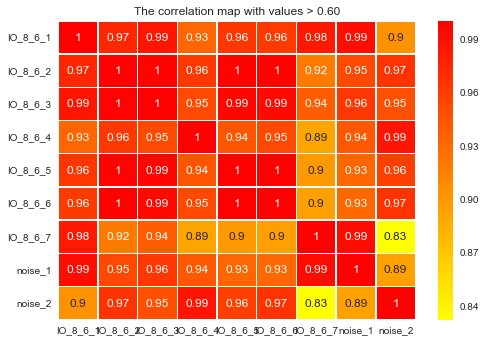 The correlation map with values > 0.60
IO_8_6_1 1 0.97 0.99 0.93 0.96 0.96 0.98 0.99 0.9
IO_8_6_2 0.97 1 1 0.96 1 1 0.92 0.95 0.97
IO_8_6_3 0.99 1 1 0.95 0.99 0.99 0.94 0.96 0.95
IO_8_6_4 0.93 0.96 0.95 1 0.94 0.95 0.89 0.94 0.99
IO_8_6_5 0.96 1 0.99 0.94 1 1 0.9 0.93 0.96
IO_8_6_6 0.96 1 0.99 0.95 1 1 0.9 0.93 0.97
IO_8_6_7 0.98 0.92 0.94 0.89 0.9 0.9 1 0.99 0.83
noise_1 0.99 0.95 0.96 0.94 0.93 0.93 0.99 1 0.89
noise_2 0.9 0.97 0.95 0.99 0.96 0.97 0.83 0.89 1
IO_8_6_1 IO_8_6_2 IO_8_6_3 IO_8_6_4 IO_8_6_5 IO_8_6_6 IO_8_6_7 noise_1 noise_2
0.99
0.96
0.93
0.90
0.87
0.84